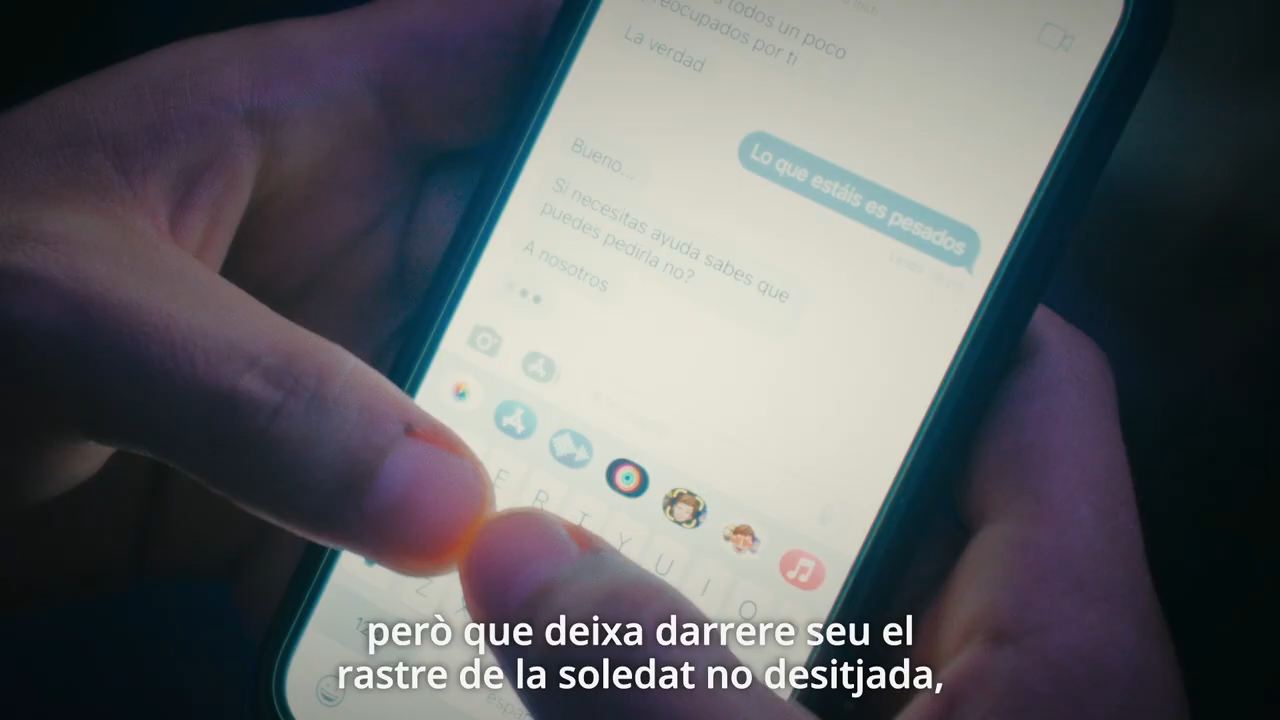 todos un poco
preocupados por ti
La verdad
Lo que estáis es pesados
Bueno...
Si necesitas ayuda sabes que
puedes pedirla no?
A nosotros
E R T Y U I O
Z
però que deixa darrere seu el
rastre de la soledat no desitjada,